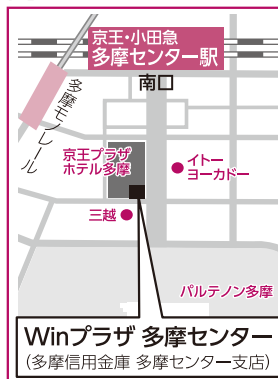 京王・小田急
多摩センター駅
南口
多摩モノレール
京王プラザ
ホテル多摩
イトー
ヨーカドー
三越
パルテノン多摩
Winプラザ 多摩センター
(多摩信用金庫 多摩センター支店)